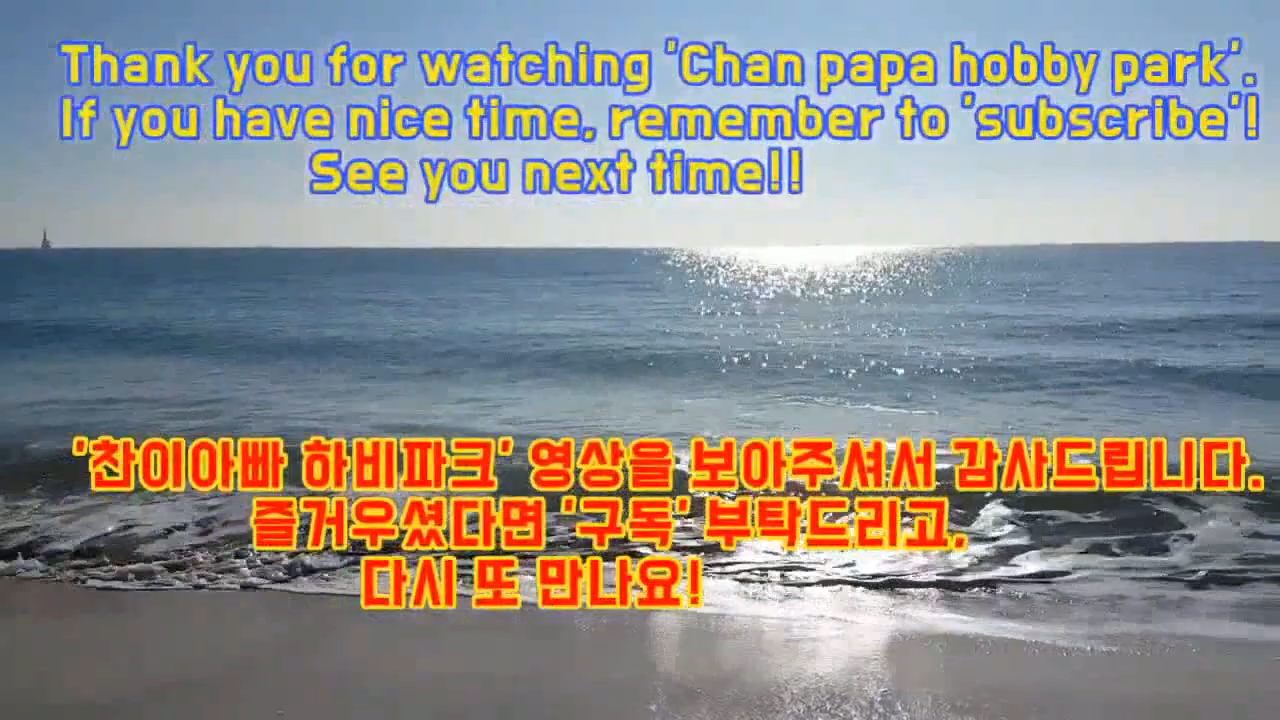 Thank you for watching 'Chan papa hobby park'.
If you have nice time, remember to 'subscribe'!
See you next time!!
'찬이아빠 하비파크' 영상을 보아주셔서 감사드립니다.
즐거우셨다면 '구독' 부탁드리고,
다시 또 만나요!